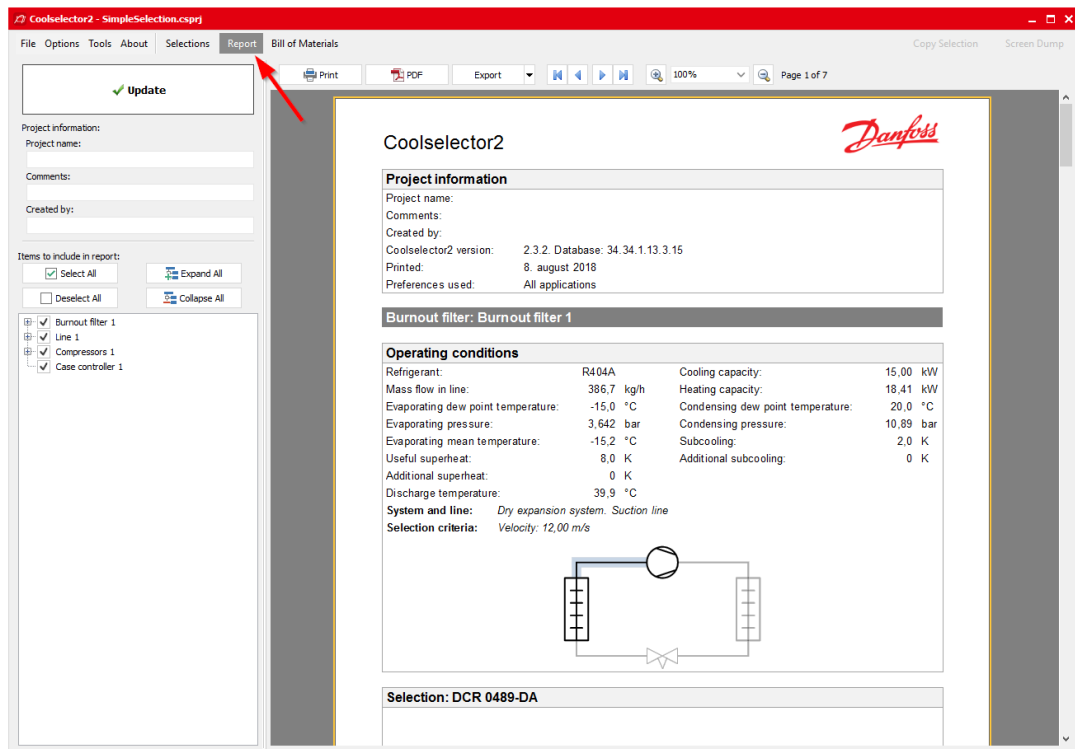 Coolselector2 - SimpleSelection.csprj
File Options Tools About Selections Report Bill of Materials Copy Selection Screen Dump
Update
Project information:
Project name:
Comments:
Created by:
Items to include in report:
Select All Expand All
Deselect All Collapse All
Burnout filter 1
Line 1
Compressors 1
Case controller 1
Print PDF Export 100% Page 1 of 7
Coolselector2
Danfoss
Project information
Project name:
Comments:
Created by:
Coolselector2 version: 2.3.2. Database: 34.34.1.13.3.15
Printed: 8. august 2018
Preferences used: All applications
Burnout filter: Burnout filter 1
Operating conditions
Refrigerant: R404A Cooling capacity: 15,00 kW
Mass flow in line: 386,7 kg/h Heating capacity: 18,41 kW
Evaporating dew point temperature: -15,0 °C Condensing dew point temperature: 20,0 °C
Evaporating pressure: 3,642 bar Condensing pressure: 10,89 bar
Evaporating mean temperature: -15,2 °C Subcooling: 2,0 K
Useful superheat: 8,0 K Additional subcooling: 0 K
Additional superheat: 0 K
Discharge temperature: 39,9 °C
System and line: Dry expansion system. Suction line
Selection criteria: Velocity: 12,00 m/s
Selection: DCR 0489-DA